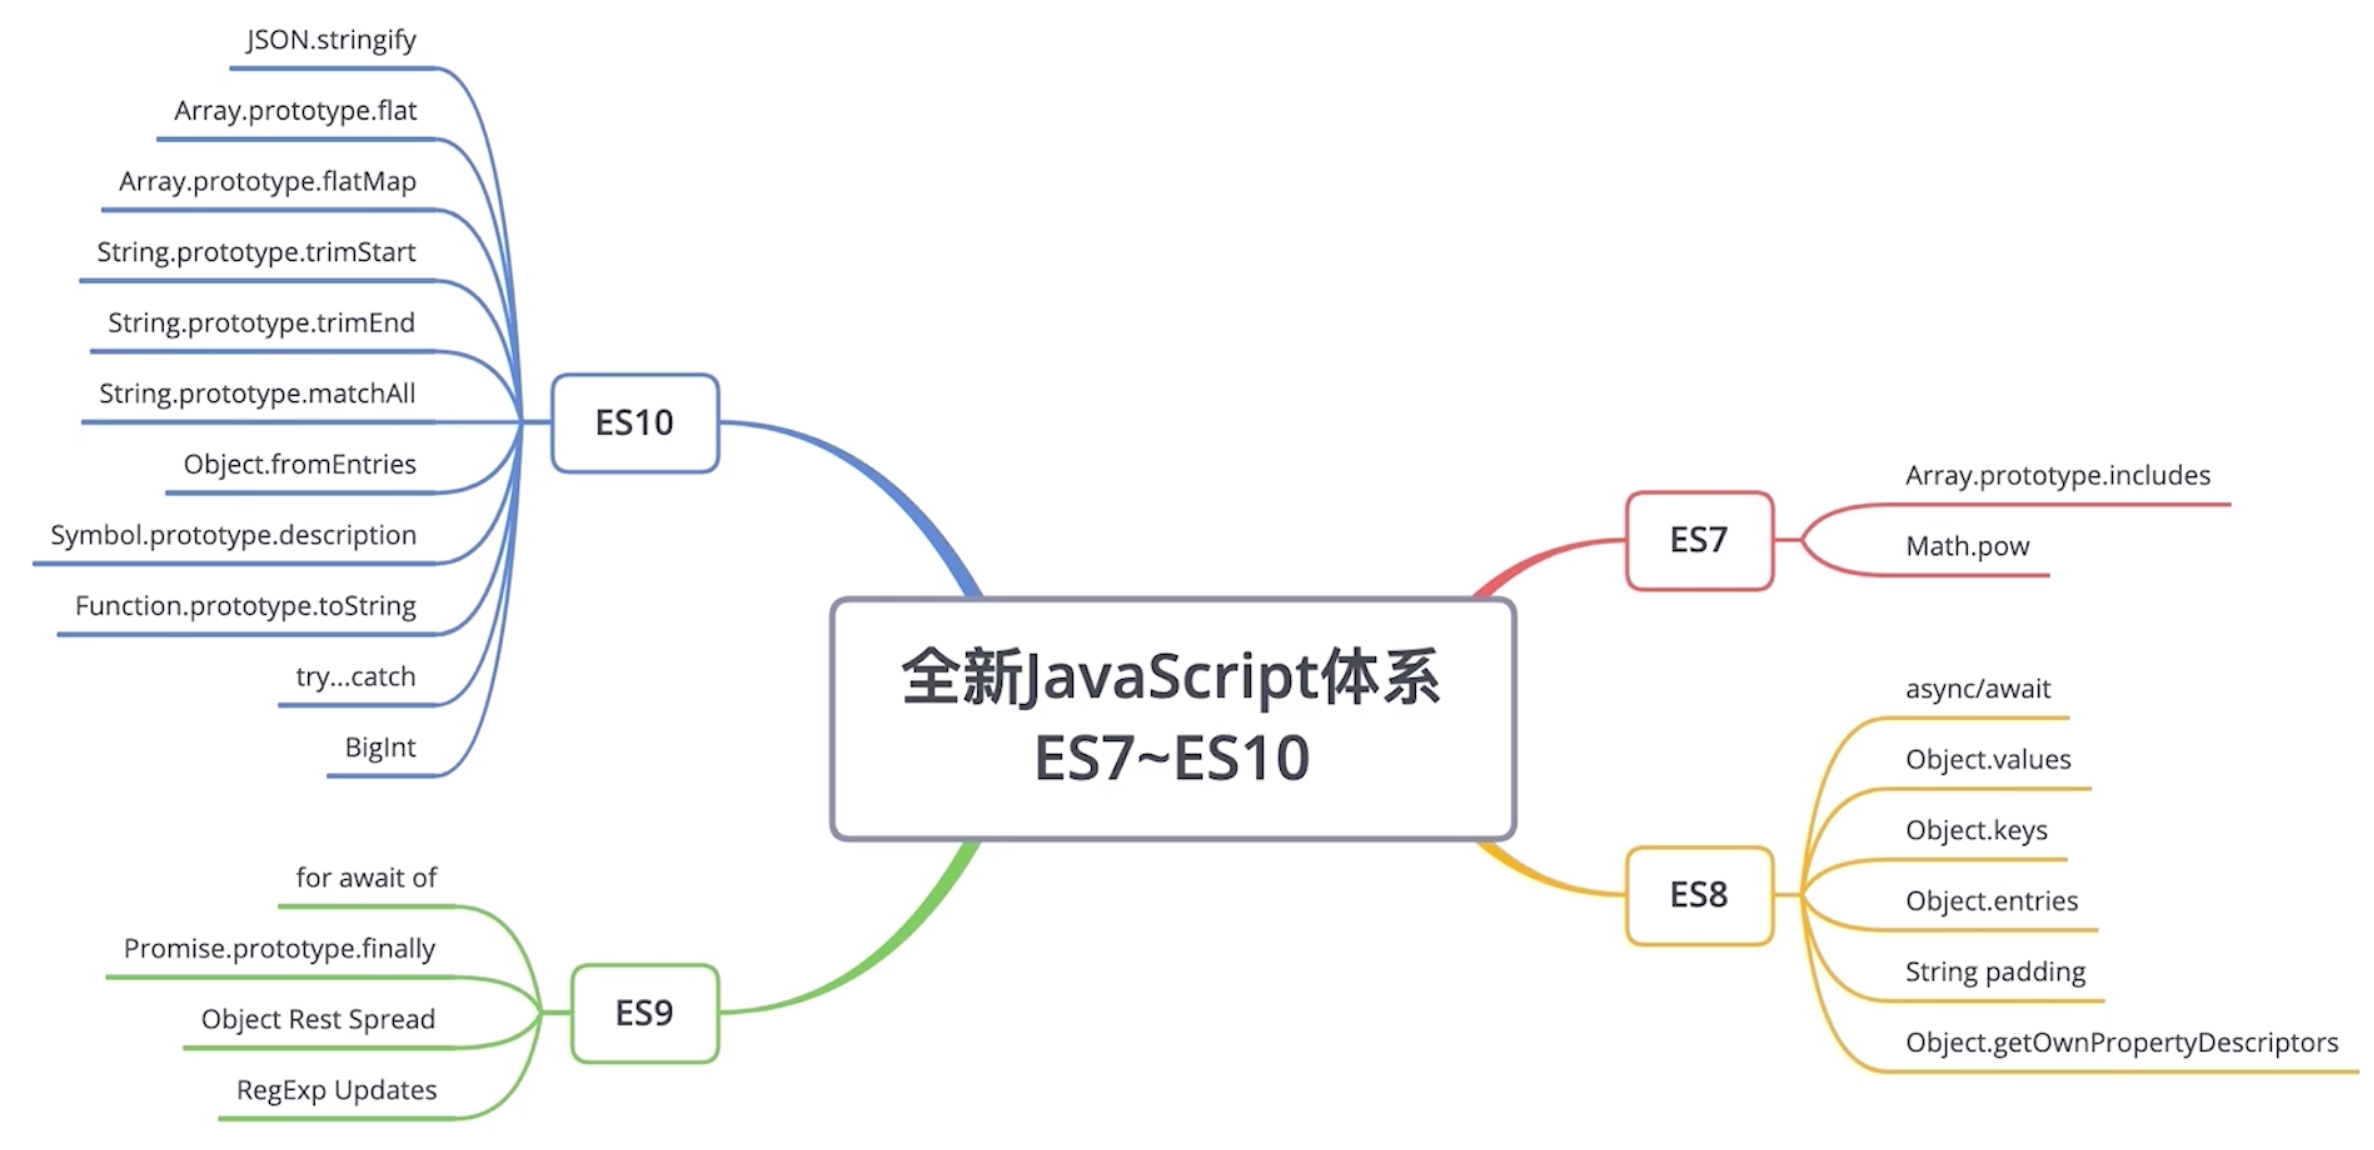 全新JavaScript体系
ES7~ES10
ES7
Array.prototype.includes
Math.pow
ES8
async/await
Object.values
Object.keys
Object.entries
String padding
Object.getOwnPropertyDescriptors
ES9
for await of
Promise.prototype.finally
Object Rest Spread
RegExp Updates
ES10
JSON.stringify
Array.prototype.flat
Array.prototype.flatMap
String.prototype.trimStart
String.prototype.trimEnd
String.prototype.matchAll
Object.fromEntries
Symbol.prototype.description
Function.prototype.toString
try...catch
BigInt